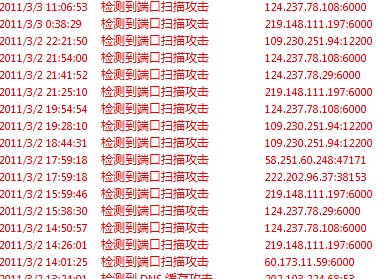 2011/3/3 11:06:53 检测到端口扫描攻击 124.237.78.108:6000
2011/3/3 0:38:29 检测到端口扫描攻击 219.148.111.197:6000
2011/3/2 22:21:50 检测到端口扫描攻击 109.230.251.94:12200
2011/3/2 21:54:00 检测到端口扫描攻击 124.237.78.108:6000
2011/3/2 21:41:52 检测到端口扫描攻击 124.237.78.29:6000
2011/3/2 21:25:10 检测到端口扫描攻击 219.148.111.197:6000
2011/3/2 19:54:54 检测到端口扫描攻击 124.237.78.108:6000
2011/3/2 19:28:10 检测到端口扫描攻击 109.230.251.94:12200
2011/3/2 18:44:31 检测到端口扫描攻击 109.230.251.94:12200
2011/3/2 17:59:18 检测到端口扫描攻击 58.251.60.248:47171
2011/3/2 17:59:18 检测到端口扫描攻击 222.202.96.37:38153
2011/3/2 15:59:46 检测到端口扫描攻击 219.148.111.197:6000
2011/3/2 15:38:30 检测到端口扫描攻击 124.237.78.29:6000
2011/3/2 14:50:57 检测到端口扫描攻击 124.237.78.108:6000
2011/3/2 14:26:01 检测到端口扫描攻击 219.148.111.197:6000
2011/3/2 14:01:25 检测到端口扫描攻击 60.173.11.59:6000
2011/3/2 13:24:01 检测到 DNS 缓存攻击 202.103.224.68:53